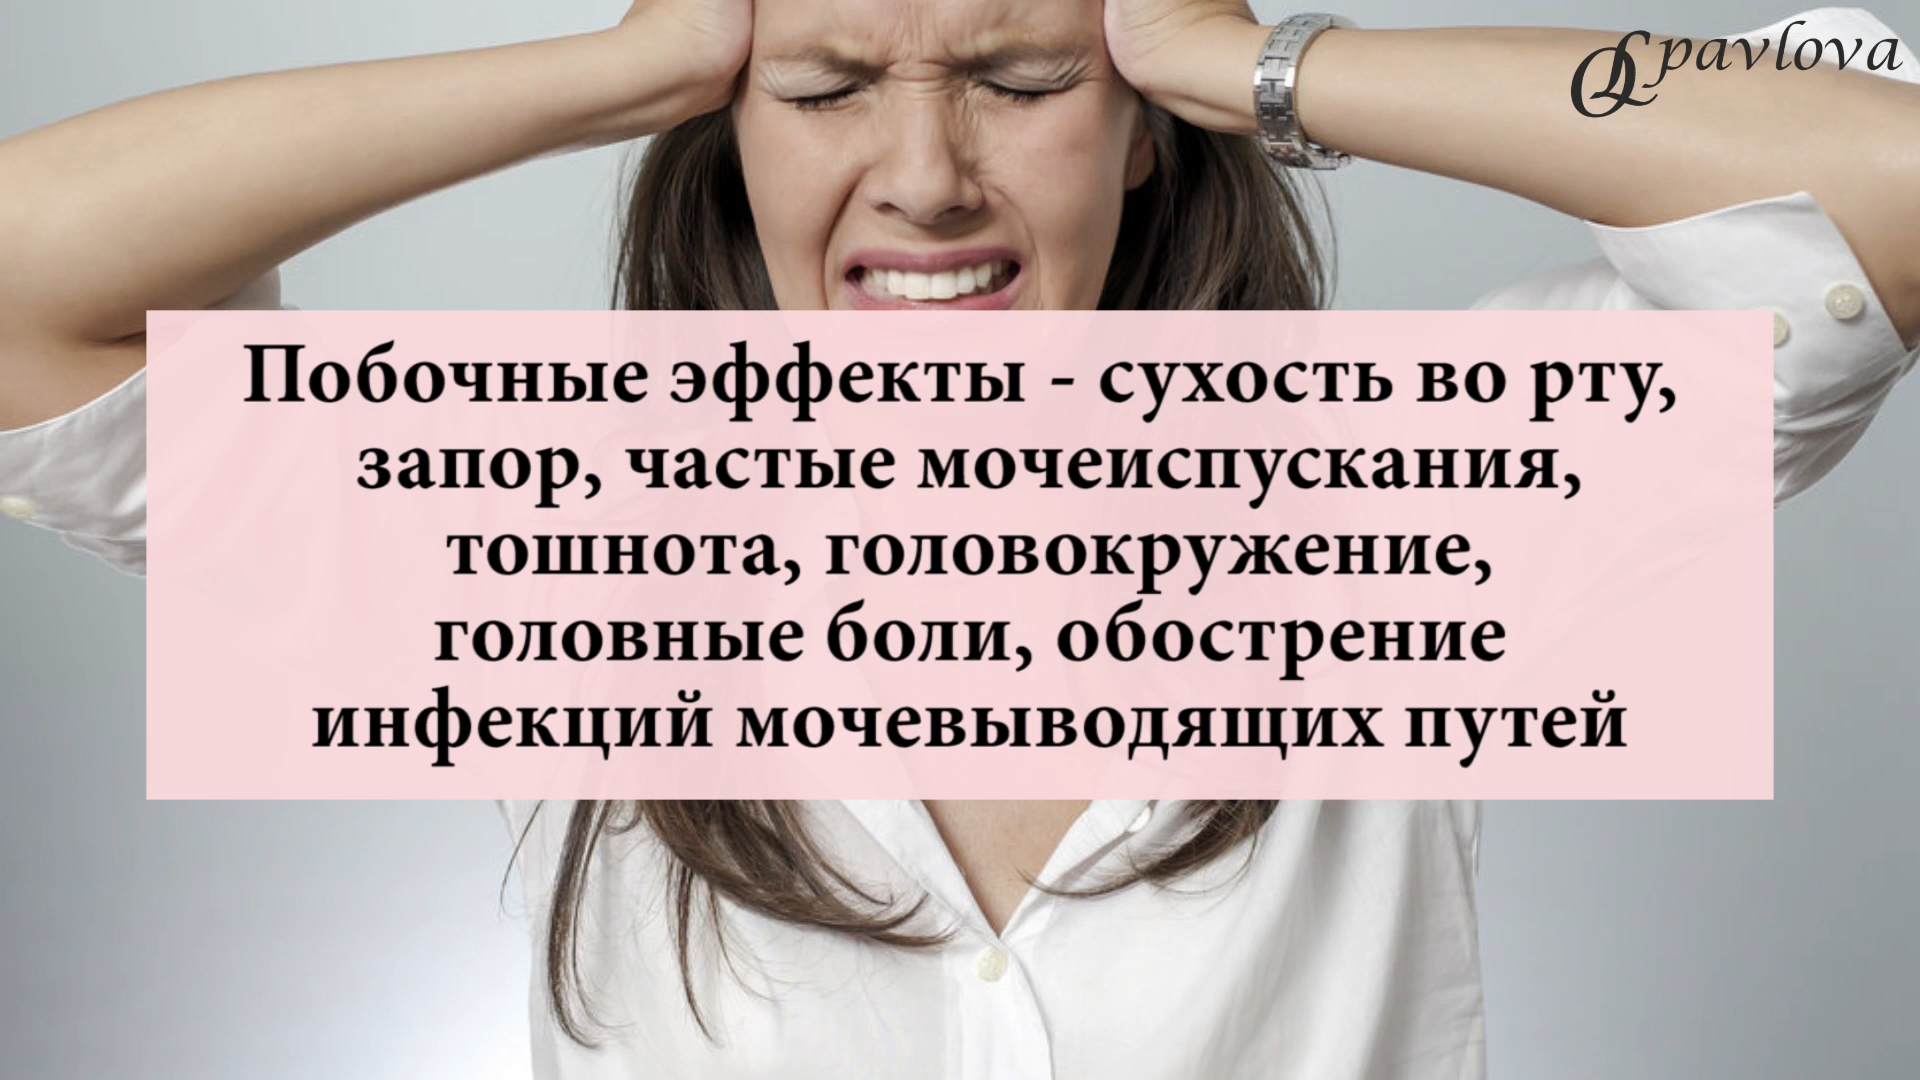 pavlova
Побочные эффекты - сухость во рту,
запор, частые мочеиспускания,
тошнота, головокружение,
головные боли, обострение
инфекций мочевыводящих путей